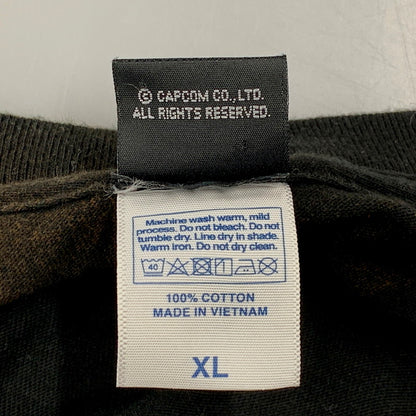 © CAPCOM CO., LTD.
ALL RIGHTS RESERVED.
Machine wash warm, mild
process. Do not bleach. Do not
tumble dry. Line dry in shade.
Warm iron. Do not dry clean.
40
100% COTTON
MADE IN VIETNAM
XL